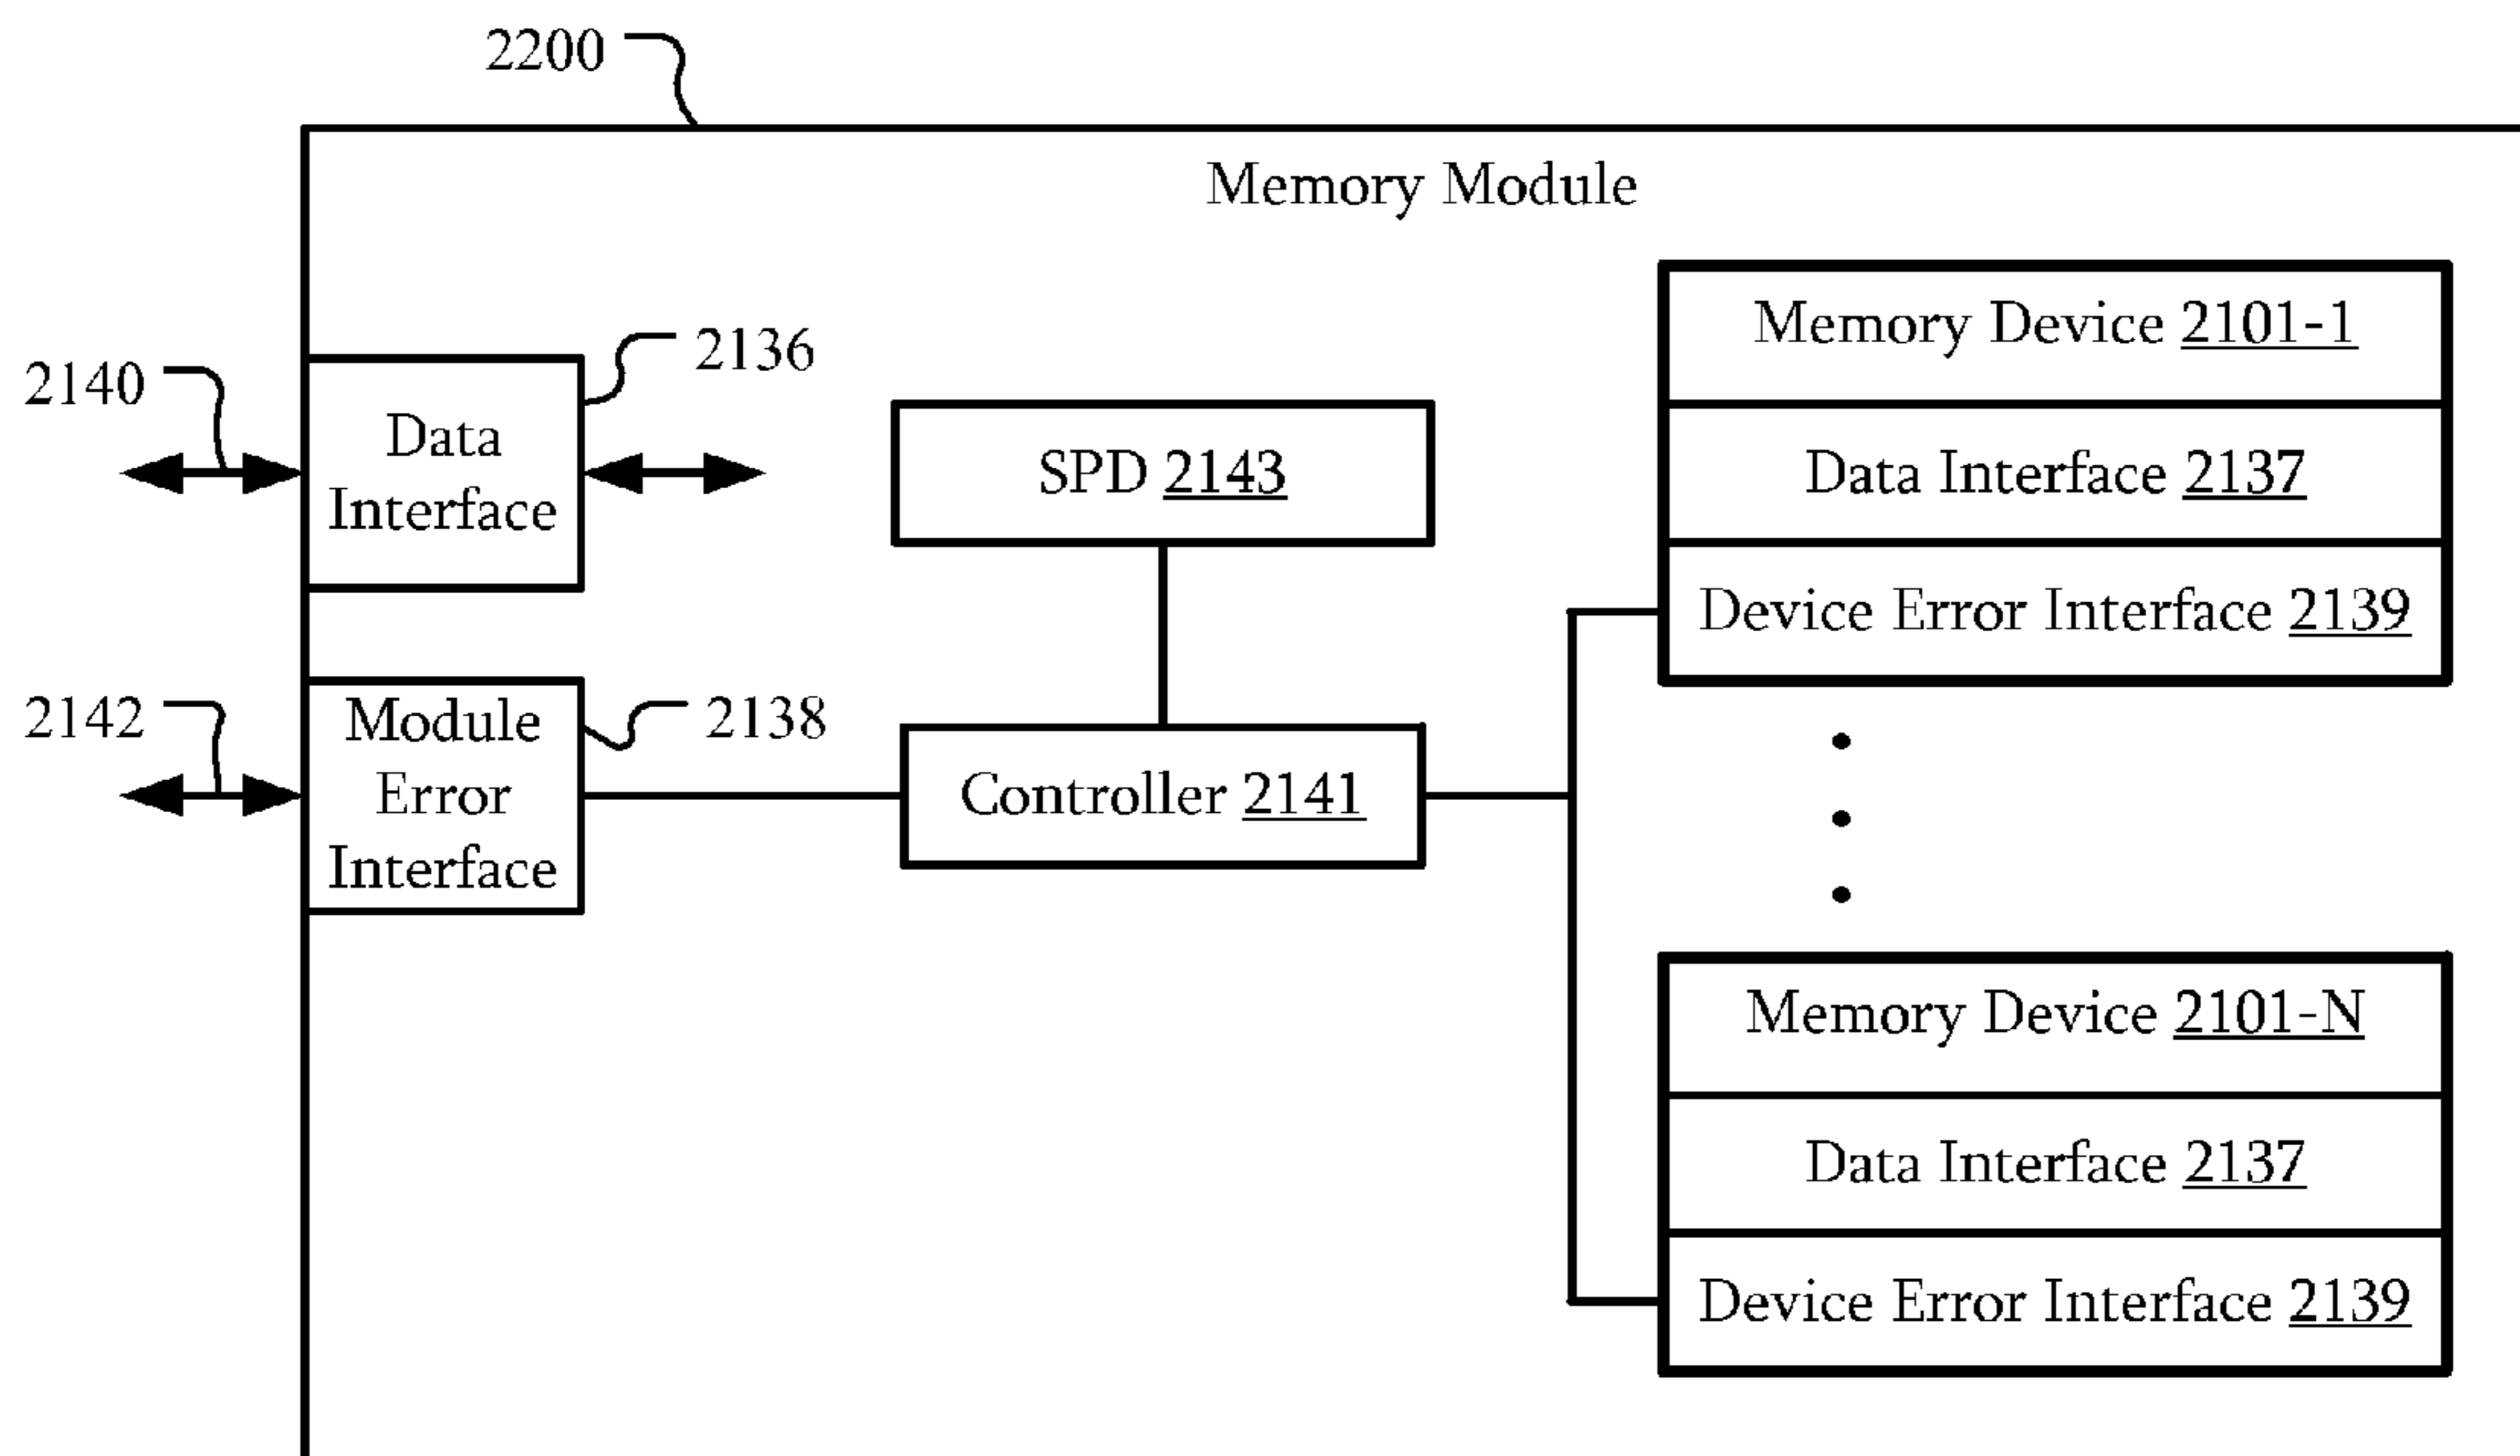 2200
Memory Module
2140
2136
Data
Interface
SPD 2143
Memory Device 2101-1
Data Interface 2137
Device Error Interface 2139
2142
2138
Module
Error
Interface
Controller 2141
Memory Device 2101-N
Data Interface 2137
Device Error Interface 2139